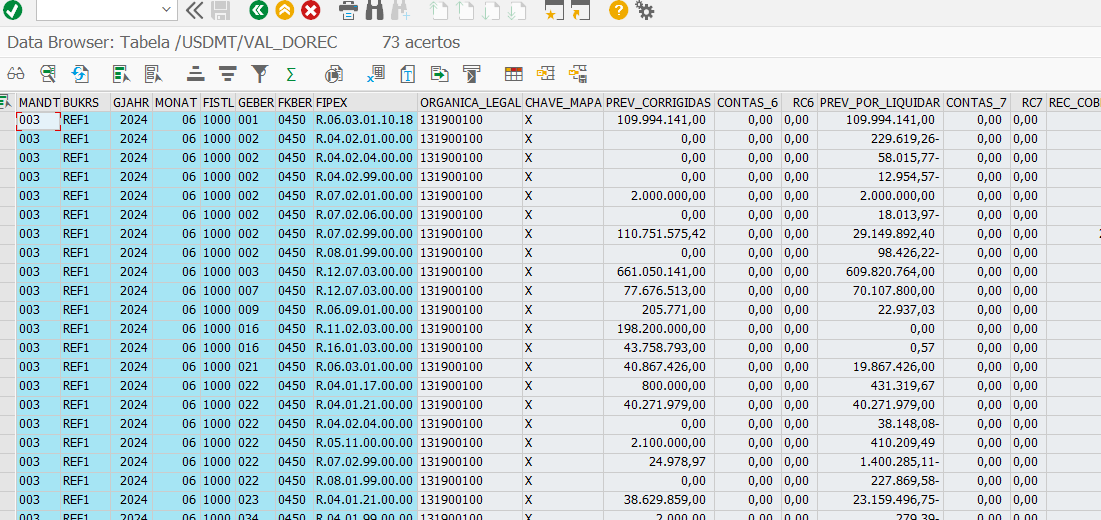 Data Browser: Tabela /USDMT/VAL_DOREC 73 acertos
MANDT BUKRS GJAHR MONAT FISTL GEBER FKBER FIPEX ORGANICA_LEGAL CHAVE_MAPA PREV_CORRIGIDAS CONTAS_6 RC6 PREV_POR_LIQUIDAR CONTAS_7 RC7 REC_COB
003 REF1 2024 06 1000 001 0450 R.06.03.01.10.18 131900100 X 109.994.141,00 0,00 0,00 109.994.141,00 0,00 0,00
003 REF1 2024 06 1000 002 0450 R.04.02.01.00.00 131900100 X 0,00 0,00 0,00 229.619,26- 0,00 0,00
003 REF1 2024 06 1000 002 0450 R.04.02.04.00.00 131900100 X 0,00 0,00 0,00 58.015,77- 0,00 0,00
003 REF1 2024 06 1000 002 0450 R.04.02.99.00.00 131900100 X 0,00 0,00 0,00 12.954,57- 0,00 0,00
003 REF1 2024 06 1000 002 0450 R.07.02.01.00.00 131900100 X 2.000.000,00 0,00 0,00 2.000.000,00 0,00 0,00
003 REF1 2024 06 1000 002 0450 R.07.02.06.00.00 131900100 X 0,00 0,00 0,00 18.013,97- 0,00 0,00
003 REF1 2024 06 1000 002 0450 R.07.02.99.00.00 131900100 X 110.751.575,42 0,00 0,00 29.149.892,40 0,00 0,00
003 REF1 2024 06 1000 002 0450 R.08.01.99.00.00 131900100 X 0,00 0,00 0,00 98.426,22- 0,00 0,00
003 REF1 2024 06 1000 003 0450 R.12.07.03.00.00 131900100 X 661.050.141,00 0,00 0,00 609.820.764,00 0,00 0,00
003 REF1 2024 06 1000 007 0450 R.12.07.03.00.00 131900100 X 77.676.513,00 0,00 0,00 70.107.800,00 0,00 0,00
003 REF1 2024 06 1000 009 0450 R.06.09.01.00.00 131900100 X 205.771,00 0,00 0,00 22.937,03 0,00 0,00
003 REF1 2024 06 1000 016 0450 R.11.02.03.00.00 131900100 X 198.200.000,00 0,00 0,00 0,00 0,00 0,00
003 REF1 2024 06 1000 016 0450 R.16.01.03.00.00 131900100 X 43.758.793,00 0,00 0,00 0,57 0,00 0,00
003 REF1 2024 06 1000 021 0450 R.06.03.01.00.00 131900100 X 40.867.426,00 0,00 0,00 19.867.426,00 0,00 0,00
003 REF1 2024 06 1000 022 0450 R.04.01.17.00.00 131900100 X 800.000,00 0,00 0,00 431.319,67 0,00 0,00
003 REF1 2024 06 1000 022 0450 R.04.01.21.00.00 131900100 X 40.271.979,00 0,00 0,00 40.271.979,00 0,00 0,00
003 REF1 2024 06 1000 022 0450 R.04.02.04.00.00 131900100 X 0,00 0,00 0,00 38.148,08- 0,00 0,00
003 REF1 2024 06 1000 022 0450 R.05.11.00.00.00 131900100 X 2.100.000,00 0,00 0,00 410.209,49 0,00 0,00
003 REF1 2024 06 1000 022 0450 R.07.02.99.00.00 131900100 X 24.978,97 0,00 0,00 1.400.285,11- 0,00 0,00
003 REF1 2024 06 1000 022 0450 R.08.01.99.00.00 131900100 X 0,00 0,00 0,00 227.869,58- 0,00 0,00
003 REF1 2024 06 1000 023 0450 R.04.01.21.00.00 131900100 X 38.629.859,00 0,00 0,00 23.159.496,75- 0,00 0,00
003 REF1 2024 06 1000 034 0450 R.04.01.99.00.00 131900100 X 2.000,00 0,00 0,00 279,39- 0,00 0,00